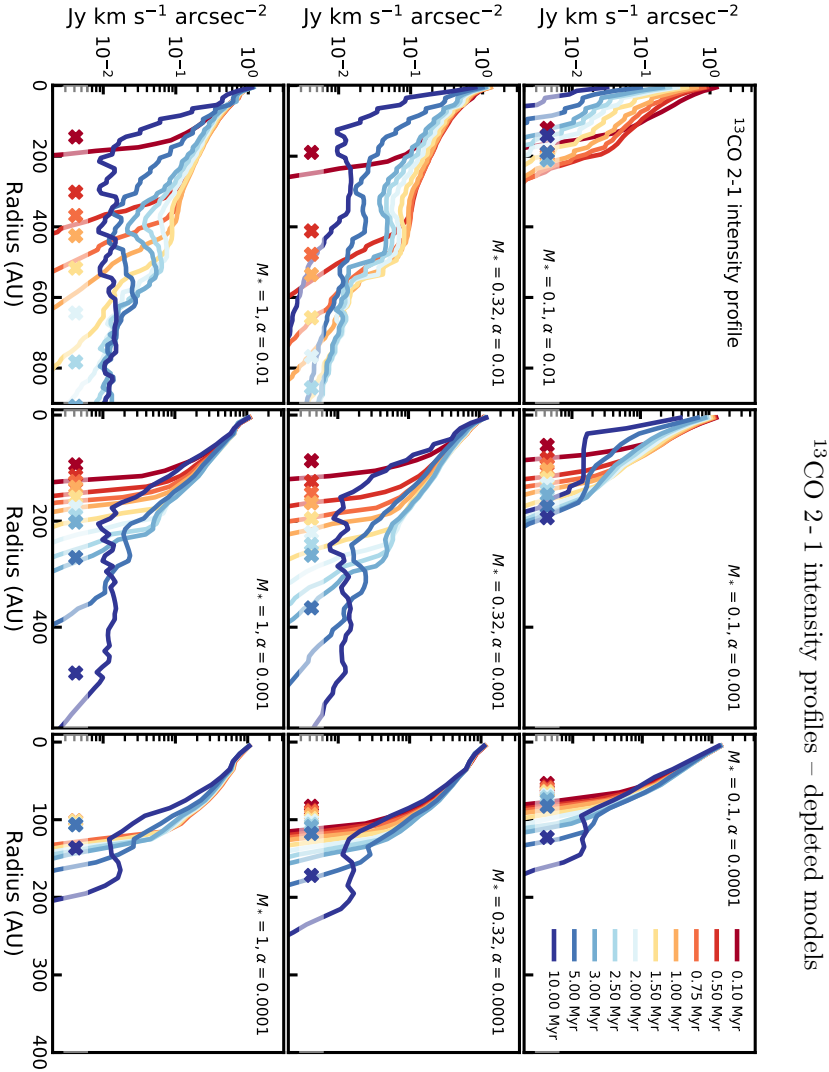 ¹³CO 2- 1 intensity profiles – depleted models
¹³CO 2-1 intensity profile
M* = 0.1, α = 0.01
M* = 0.1, α = 0.001
M* = 0.1, α = 0.0001
0.10 Myr
0.50 Myr
0.75 Myr
1.00 Myr
1.50 Myr
2.00 Myr
2.50 Myr
3.00 Myr
5.00 Myr
10.00 Myr
Jy km s⁻¹ arcsec⁻²
10⁰
10⁻¹
10⁻²
M* = 0.32, α = 0.01
M* = 0.32, α = 0.001
M* = 0.32, α = 0.0001
Jy km s⁻¹ arcsec⁻²
10⁰
10⁻¹
10⁻²
M* = 1, α = 0.01
M* = 1, α = 0.001
M* = 1, α = 0.0001
10⁰
10⁻¹
10⁻²
0 200 400 600 800
0 200 400
0 100 200 300 400
Radius (AU)
Radius (AU)
Radius (AU)